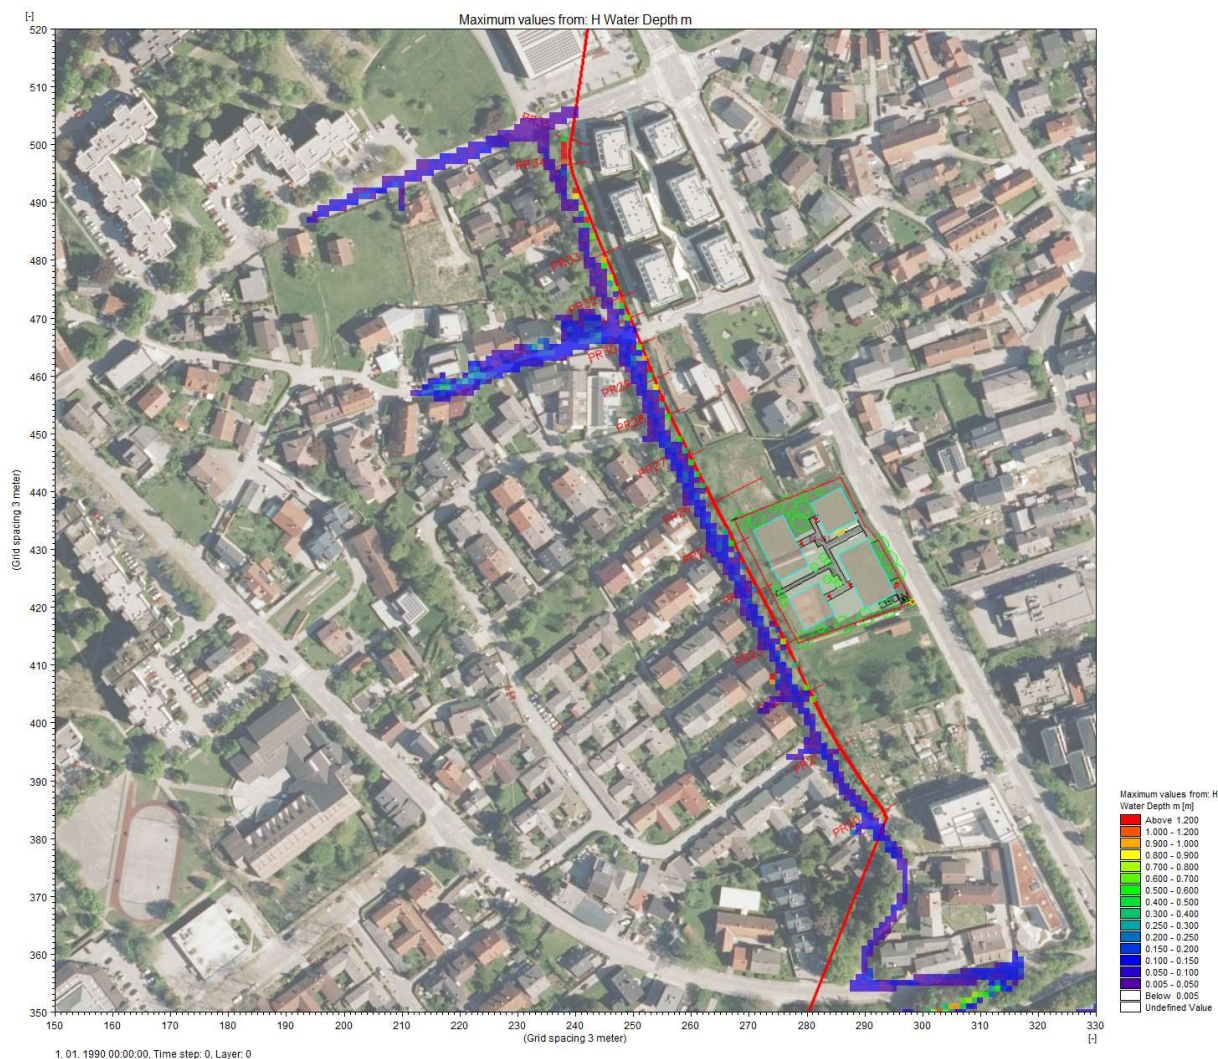 [-]
Maximum values from: H Water Depth m
520
510
500
490
480
470
460
450
440
430
420
410
400
390
380
370
360
350
(Grid spacing 3 meter)
PR34
PR33
PR28
PR27
150 160 170 180 190 200 210 220 230 240 250 260 270 280 290 300 310 320 330
(Grid spacing 3 meter) [-]
1. 01. 1990 00:00:00, Time step: 0, Layer: 0
Maximum values from: H
Water Depth m [m]
Above 1.200
1.000 - 1.200
0.900 - 1.000
0.800 - 0.900
0.700 - 0.800
0.600 - 0.700
0.500 - 0.600
0.400 - 0.500
0.300 - 0.400
0.250 - 0.300
0.200 - 0.250
0.150 - 0.200
0.100 - 0.150
0.050 - 0.100
0.005 - 0.050
Below 0.005
Undefined Value